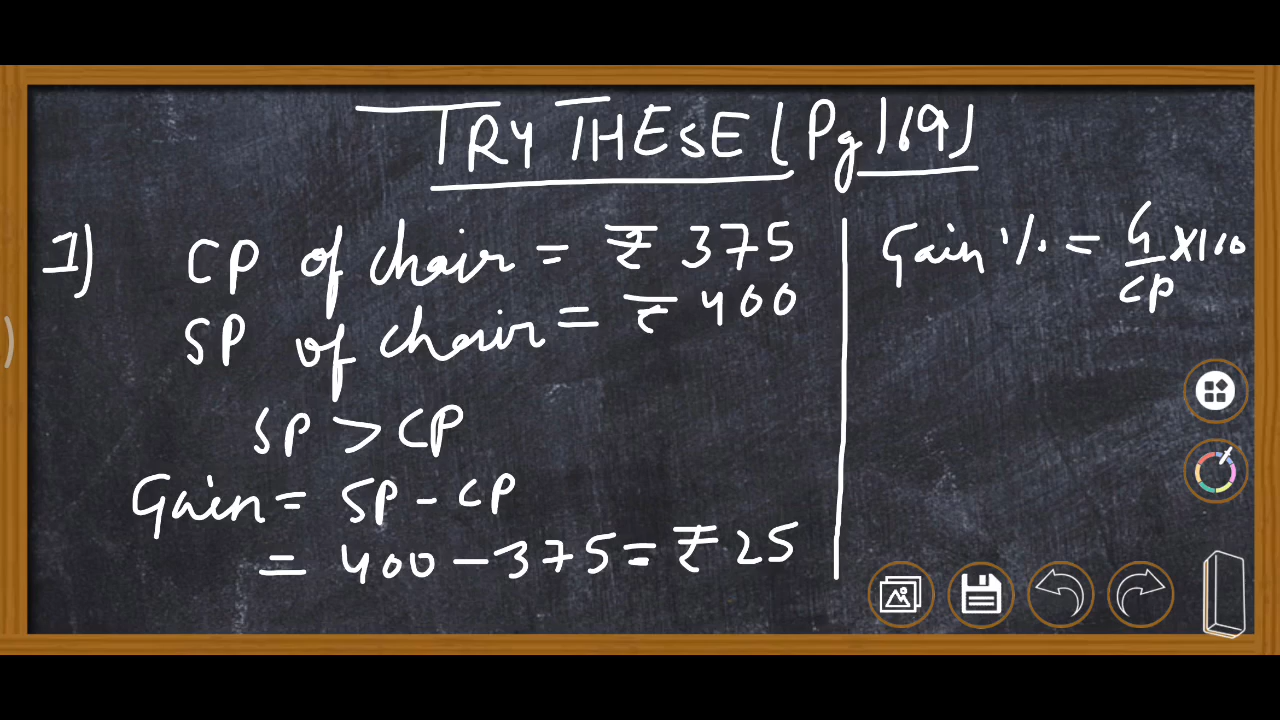 TRY THESE (Pg 169)
1)
CP of chair = ₹ 375
SP of chair = ₹ 400
SP > CP
Gain = SP - CP
= 400 - 375 = ₹ 25
Gain % = G/CP × 100